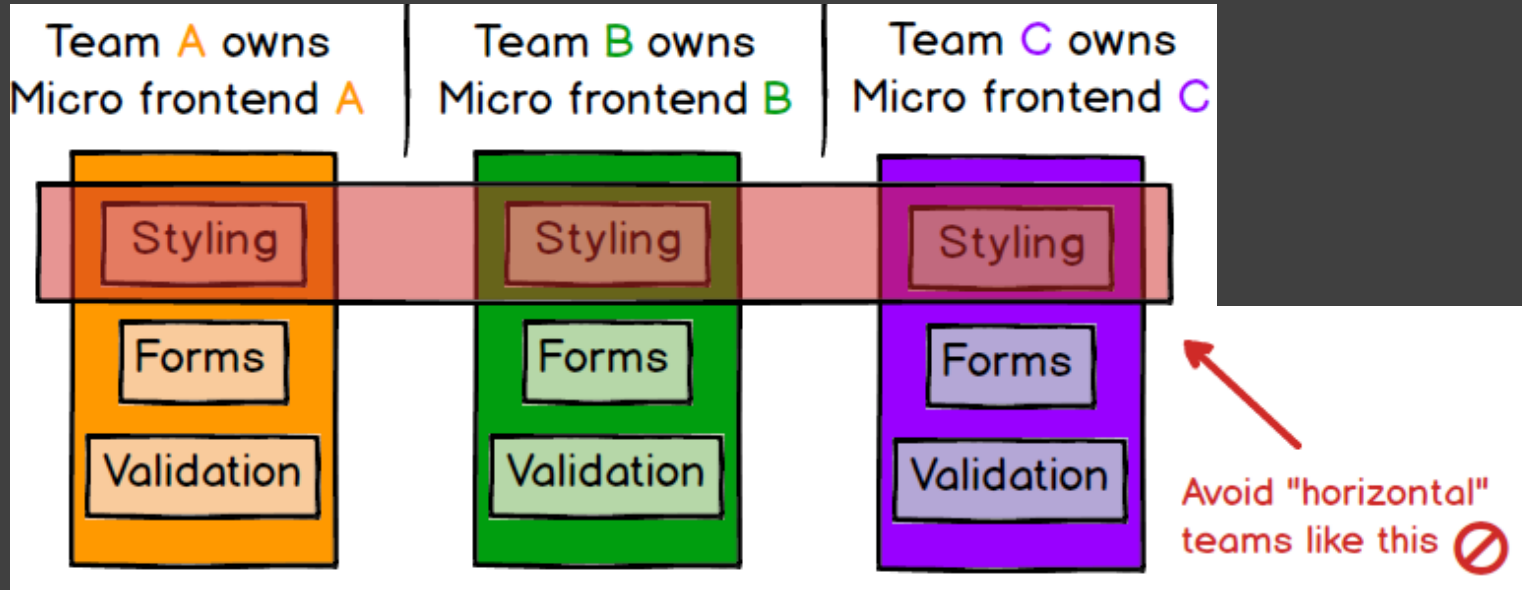 Team A owns
Micro frontend A
Team B owns
Micro frontend B
Team C owns
Micro frontend C
Styling
Styling
Styling
Forms
Forms
Forms
Validation
Validation
Validation
Avoid "horizontal"
teams like this